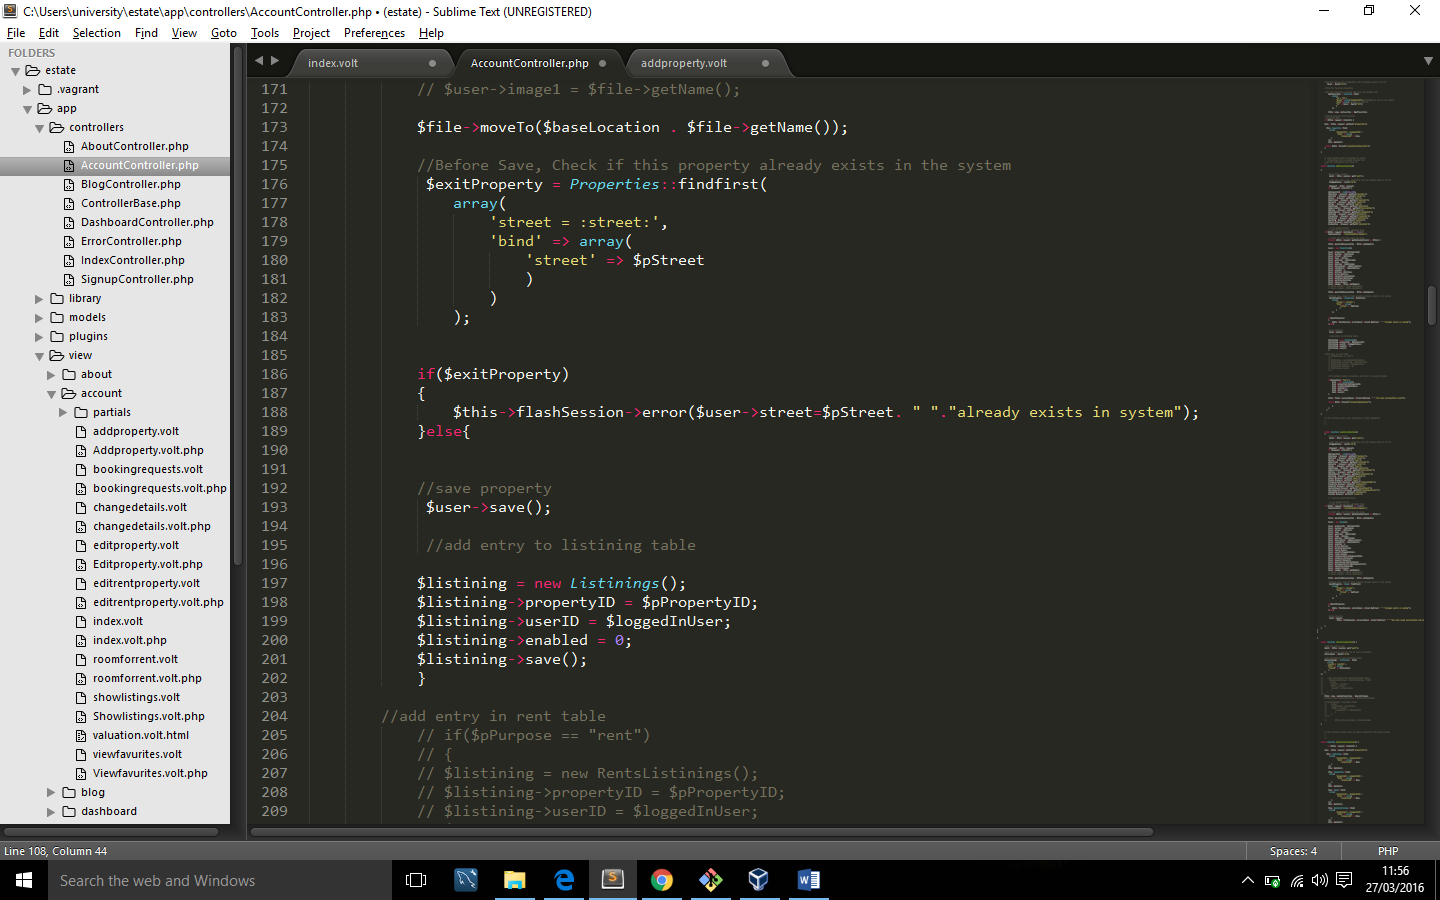 C:\Users\university\estate\app\controllers\AccountController.php • (estate) - Sublime Text (UNREGISTERED)
File Edit Selection Find View Goto Tools Project Preferences Help
FOLDERS
estate
.vagrant
app
controllers
AboutController.php
AccountController.php
BlogController.php
ControllerBase.php
DashboardController.php
ErrorController.php
IndexController.php
SignupController.php
library
models
plugins
view
about
account
partials
addproperty.volt
Addproperty.volt.php
bookingrequests.volt
bookingrequests.volt.php
changedetails.volt
changedetails.volt.php
editproperty.volt
Editproperty.volt.php
editrentproperty.volt
editrentproperty.volt.php
index.volt
index.volt.php
roomforrent.volt
roomforrent.volt.php
showlistings.volt
Showlistings.volt.php
valuation.volt.html
viewfavurites.volt
Viewfavurites.volt.php
blog
dashboard
index.volt AccountController.php addproperty.volt
171 // $user->image1 = $file->getName();
172
173 $file->moveTo($baseLocation . $file->getName());
174
175 //Before Save, Check if this property already exists in the system
176 $exitProperty = Properties::findfirst(
177 array(
178 'street = :street:',
179 'bind' => array(
180 'street' => $pStreet
181 )
182 )
183 );
184
185
186 if($exitProperty)
187 {
188 $this->flashSession->error($user->street=$pStreet. " "."already exists in system");
189 }else{
190
191
192 //save property
193 $user->save();
194
195 //add entry to listining table
196
197 $listining = new Listinings();
198 $listining->propertyID = $pPropertyID;
199 $listining->userID = $loggedInUser;
200 $listining->enabled = 0;
201 $listining->save();
202 }
203
204 //add entry in rent table
205 // if($pPurpose == "rent")
206 // {
207 // $listining = new RentsListinings();
208 // $listining->propertyID = $pPropertyID;
209 // $listining->userID = $loggedInUser;
Line 108, Column 44 Spaces: 4 PHP
Search the web and Windows
11:56
27/03/2016